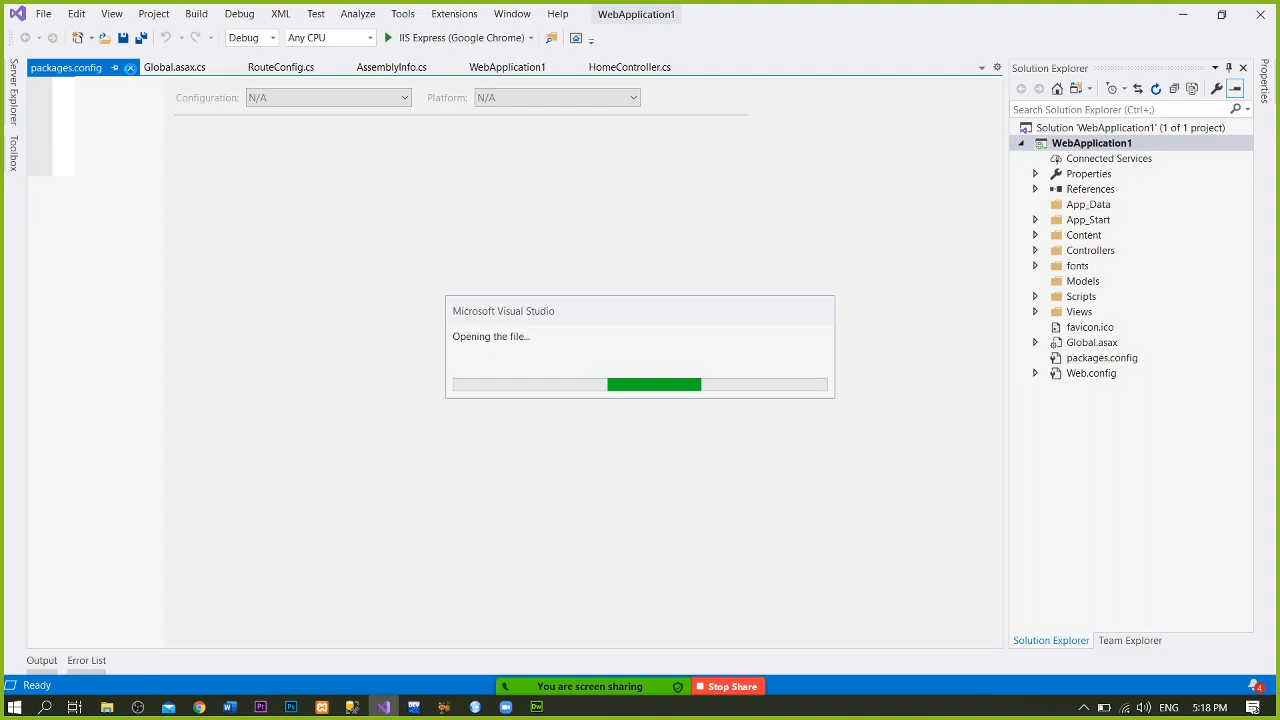 File Edit View Project Build Debug XML Test Analyze Tools Extensions Window Help WebApplication1
Debug Any CPU IIS Express (Google Chrome)
packages.config Global.asax.cs RouteConfig.cs AssemblyInfo.cs WebApplication1 HomeController.cs
Configuration: N/A Platform: N/A
Server Explorer
Toolbox
Microsoft Visual Studio
Opening the file...
Solution Explorer
Search Solution Explorer (Ctrl+;)
Solution 'WebApplication1' (1 of 1 project)
WebApplication1
Connected Services
Properties
References
App_Data
App_Start
Content
Controllers
fonts
Models
Scripts
Views
favicon.ico
Global.asax
packages.config
Web.config
Solution Explorer Team Explorer
Properties
Output Error List
Ready
4
You are screen sharing Stop Share
ENG 5:18 PM